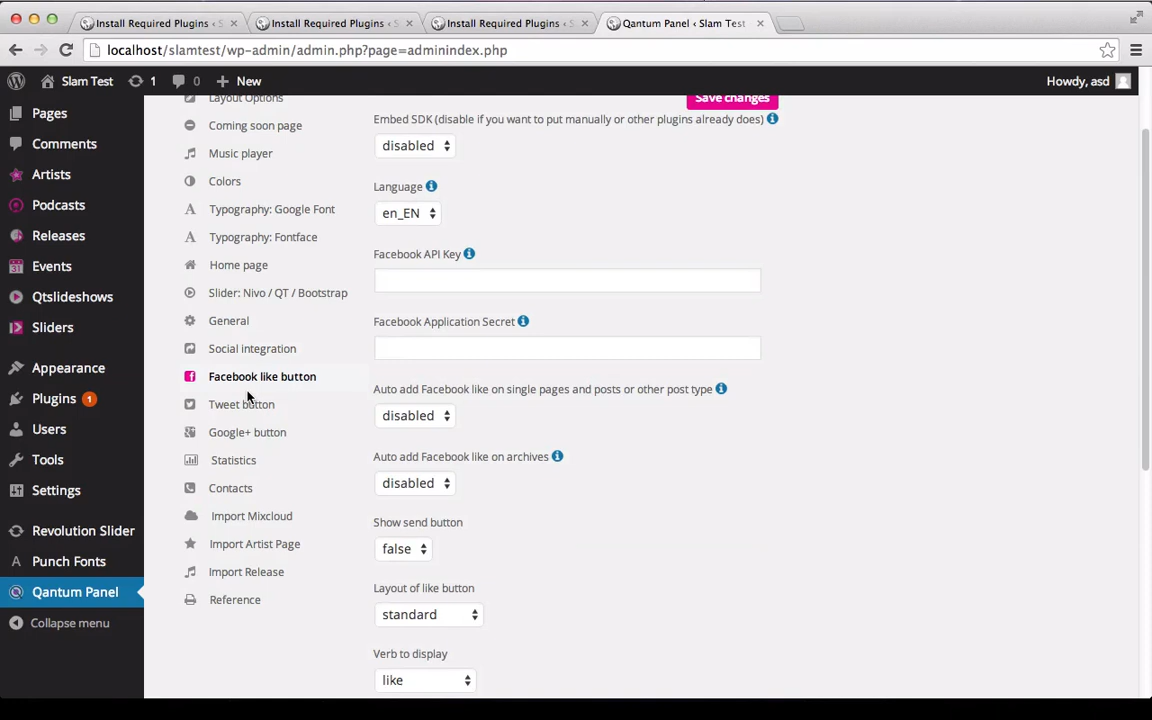 Install Required Plugins ‹ S
Install Required Plugins ‹ S
Install Required Plugins ‹ S
Qantum Panel ‹ Slam Test
localhost/slamtest/wp-admin/admin.php?page=adminindex.php
Slam Test
1
0
New
Howdy, asd
Pages
Comments
Artists
Podcasts
Releases
Events
Qtslideshows
Sliders
Appearance
Plugins 1
Users
Tools
Settings
Revolution Slider
Punch Fonts
Qantum Panel
Collapse menu
Layout Options
Coming soon page
Music player
Colors
Typography: Google Font
Typography: Fontface
Home page
Slider: Nivo / QT / Bootstrap
General
Social integration
Facebook like button
Tweet button
Google+ button
Statistics
Contacts
Import Mixcloud
Import Artist Page
Import Release
Reference
Save changes
Embed SDK (disable if you want to put manually or other plugins already does)
disabled
Language
en_EN
Facebook API Key
Facebook Application Secret
Auto add Facebook like on single pages and posts or other post type
disabled
Auto add Facebook like on archives
disabled
Show send button
false
Layout of like button
standard
Verb to display
like